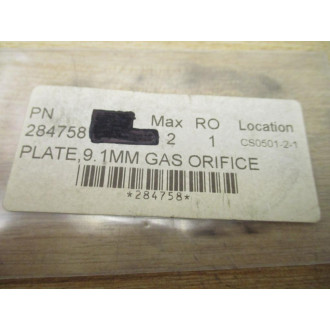 PN Max RO Location
284758 2 1 CS0501-2-1
PLATE,9.1MM GAS ORIFICE
*284758*